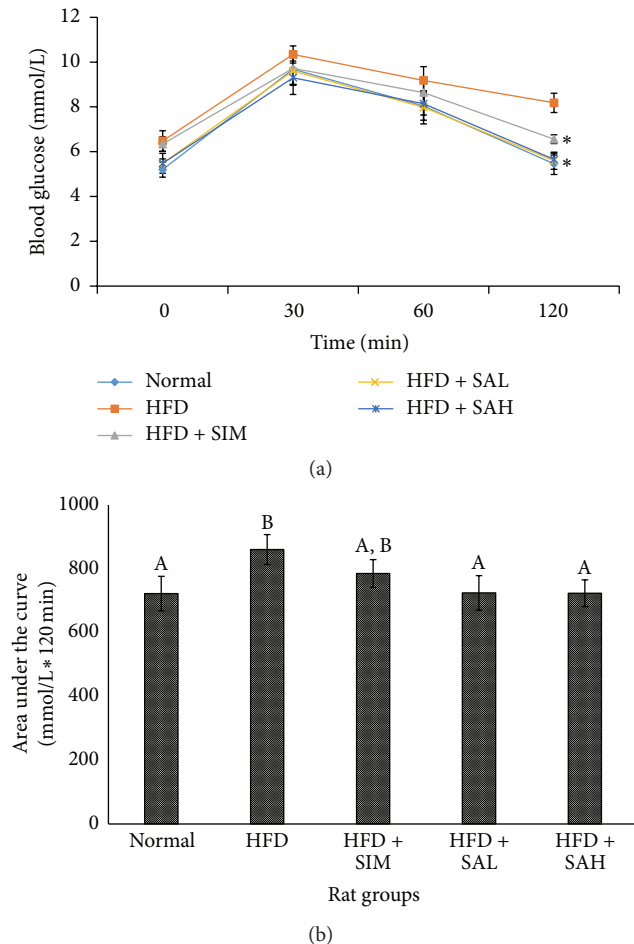 12
10
8
6
4
2
0
Blood glucose (mmol/L)
*
*
0 30 60 120
Time (min)
Normal HFD + SAL
HFD HFD + SAH
HFD + SIM
(a)
1000
800
600
400
200
0
Area under the curve
(mmol/L∗120 min)
A B A, B A A
Normal HFD HFD + HFD + HFD +
SIM SAL SAH
Rat groups
(b)